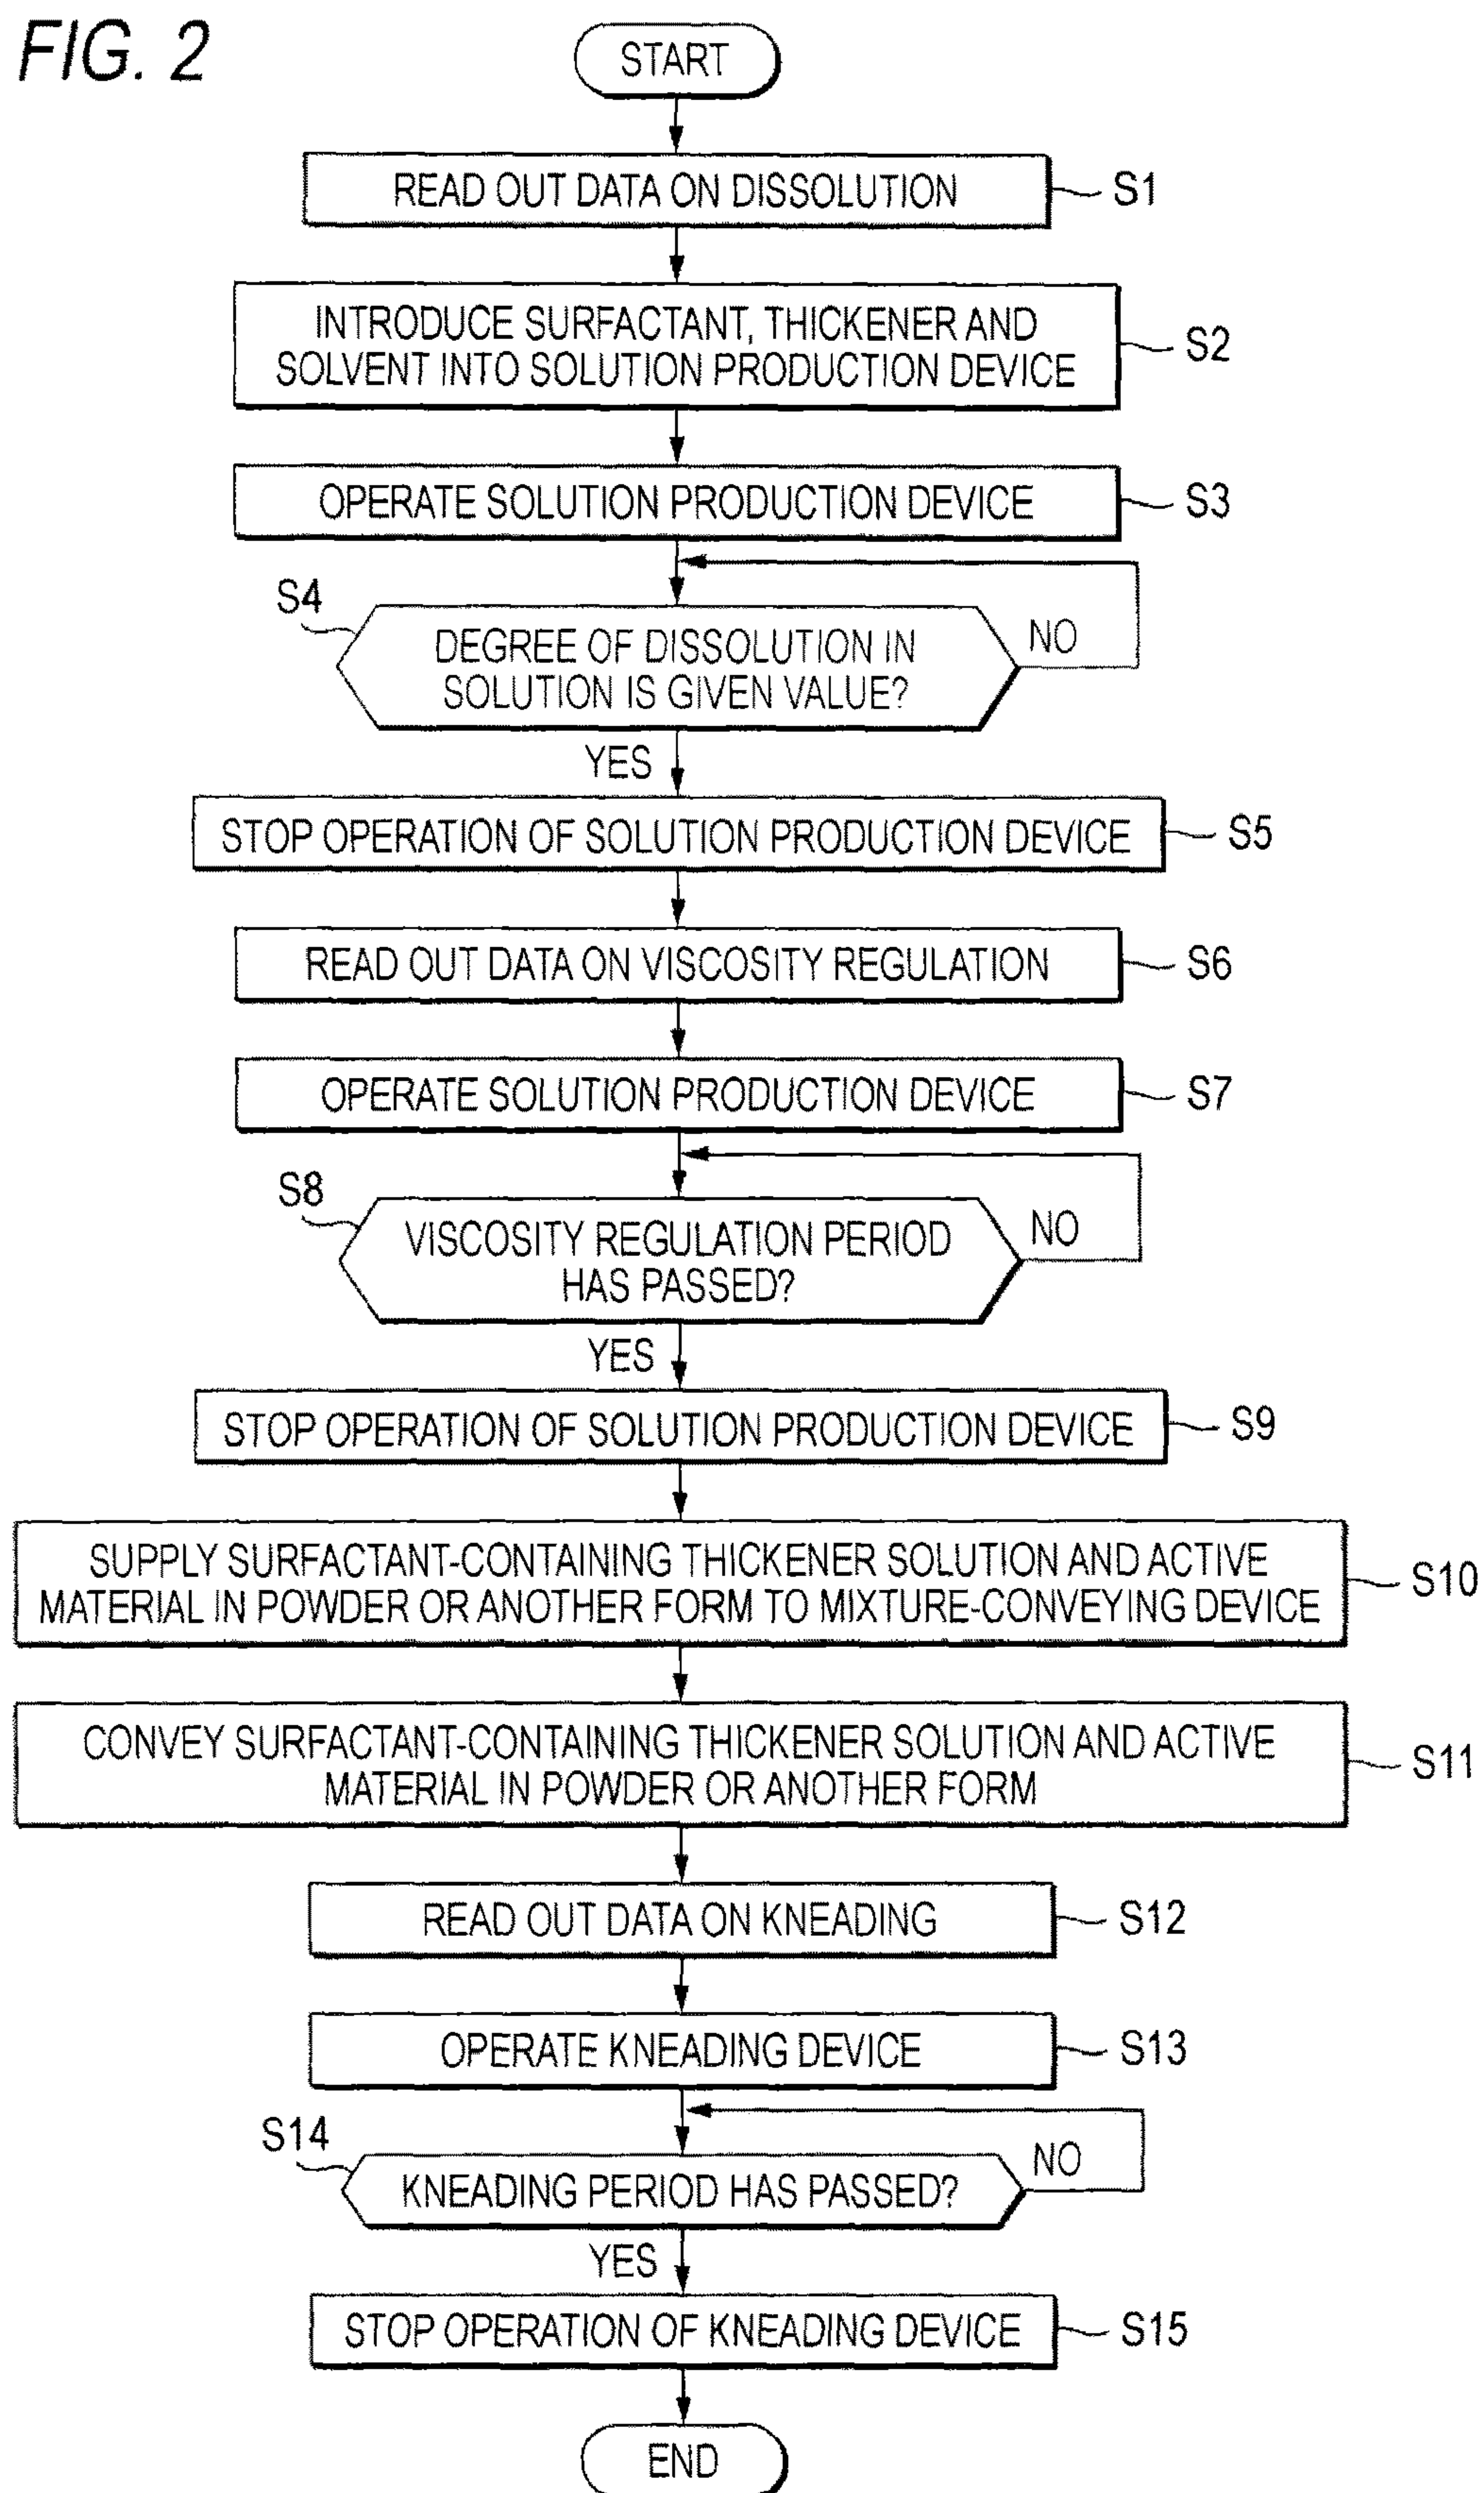 FIG. 2
START
READ OUT DATA ON DISSOLUTION
S1
INTRODUCE SURFACTANT, THICKENER AND
SOLVENT INTO SOLUTION PRODUCTION DEVICE
S2
OPERATE SOLUTION PRODUCTION DEVICE
S3
S4
DEGREE OF DISSOLUTION IN
SOLUTION IS GIVEN VALUE?
NO
YES
STOP OPERATION OF SOLUTION PRODUCTION DEVICE
S5
READ OUT DATA ON VISCOSITY REGULATION
S6
OPERATE SOLUTION PRODUCTION DEVICE
S7
S8
VISCOSITY REGULATION PERIOD
HAS PASSED?
NO
YES
STOP OPERATION OF SOLUTION PRODUCTION DEVICE
S9
SUPPLY SURFACTANT-CONTAINING THICKENER SOLUTION AND ACTIVE
MATERIAL IN POWDER OR ANOTHER FORM TO MIXTURE-CONVEYING DEVICE
S10
CONVEY SURFACTANT-CONTAINING THICKENER SOLUTION AND ACTIVE
MATERIAL IN POWDER OR ANOTHER FORM
S11
READ OUT DATA ON KNEADING
S12
OPERATE KNEADING DEVICE
S13
S14
KNEADING PERIOD HAS PASSED?
NO
YES
STOP OPERATION OF KNEADING DEVICE
S15
END